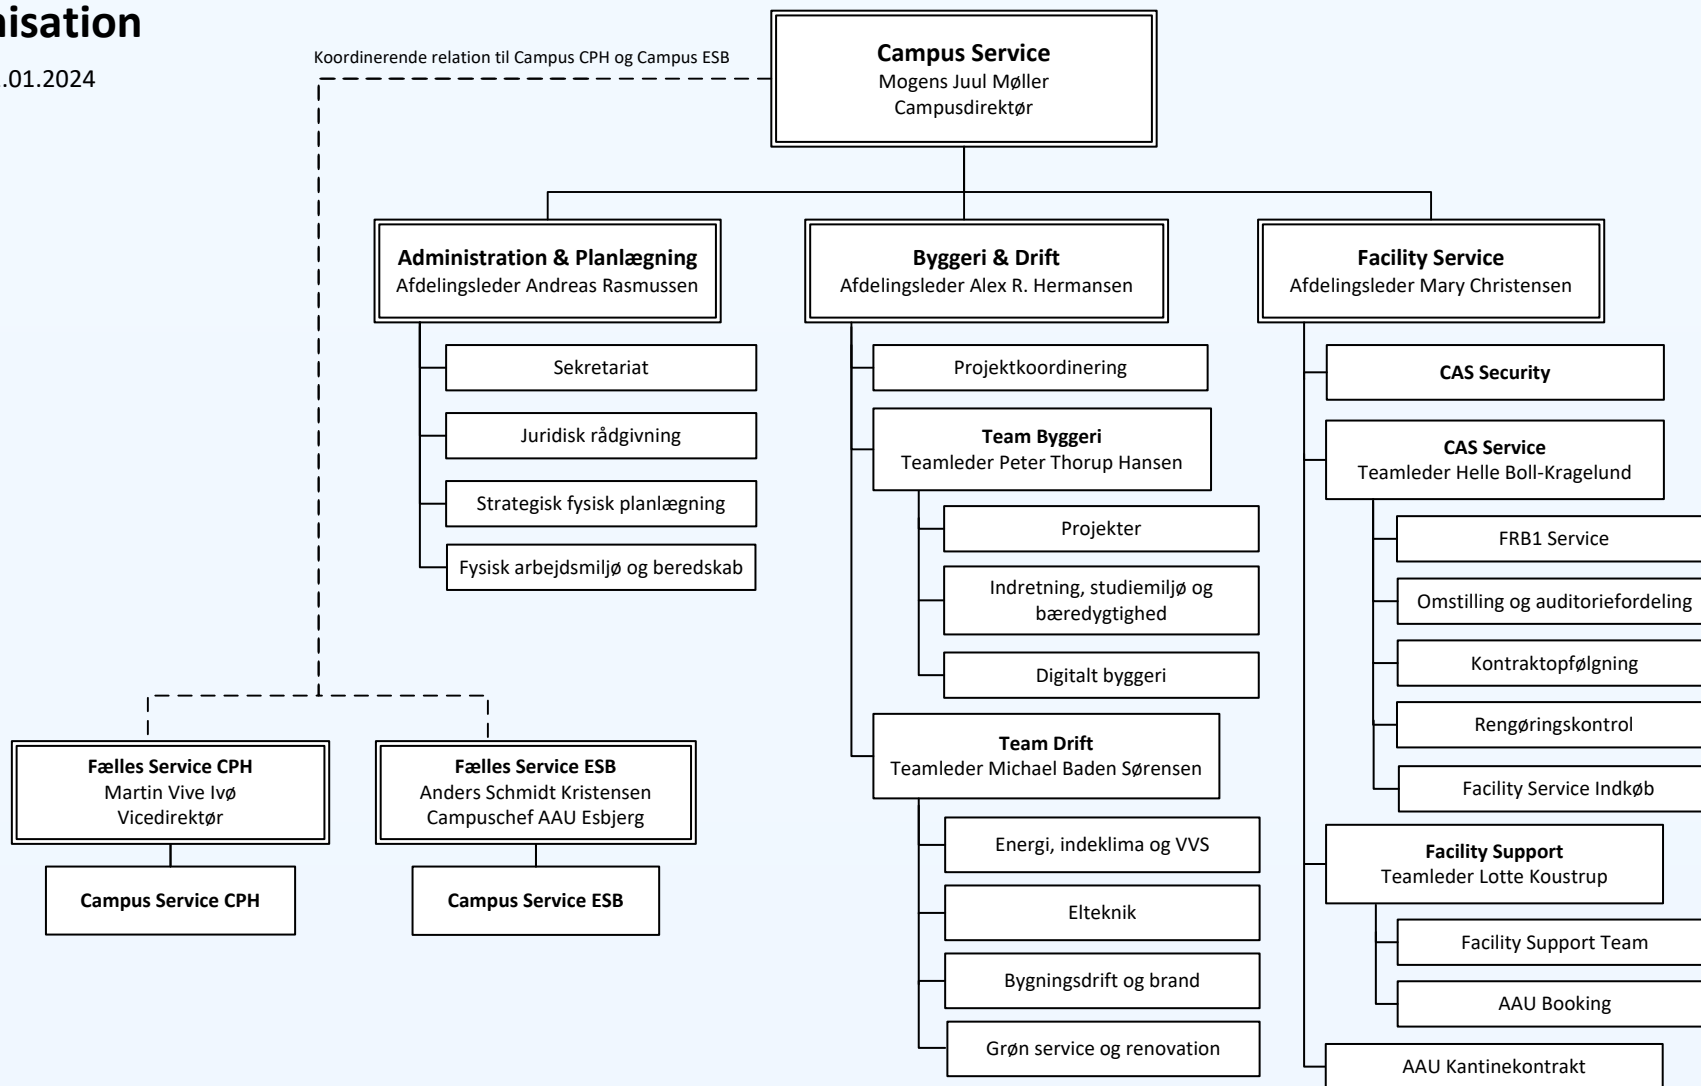 nisation
.01.2024
Koordinerende relation til Campus CPH og Campus ESB
Campus Service
Mogens Juul Møller
Campusdirektør
Administration & Planlægning
Afdelingsleder Andreas Rasmussen
Sekretariat
Juridisk rådgivning
Strategisk fysisk planlægning
Fysisk arbejdsmiljø og beredskab
Byggeri & Drift
Afdelingsleder Alex R. Hermansen
Projektkoordinering
Team Byggeri
Teamleder Peter Thorup Hansen
Projekter
Indretning, studiemiljø og
bæredygtighed
Digitalt byggeri
Team Drift
Teamleder Michael Baden Sørensen
Energi, indeklima og VVS
Elteknik
Bygningsdrift og brand
Grøn service og renovation
Facility Service
Afdelingsleder Mary Christensen
CAS Security
CAS Service
Teamleder Helle Boll-Kragelund
FRB1 Service
Omstilling og auditoriefordeling
Kontraktopfølgning
Rengøringskontrol
Facility Service Indkøb
Facility Support
Teamleder Lotte Koustrup
Facility Support Team
AAU Booking
AAU Kantinekontrakt
Fælles Service CPH
Martin Vive Ivø
Vicedirektør
Campus Service CPH
Fælles Service ESB
Anders Schmidt Kristensen
Campuschef AAU Esbjerg
Campus Service ESB